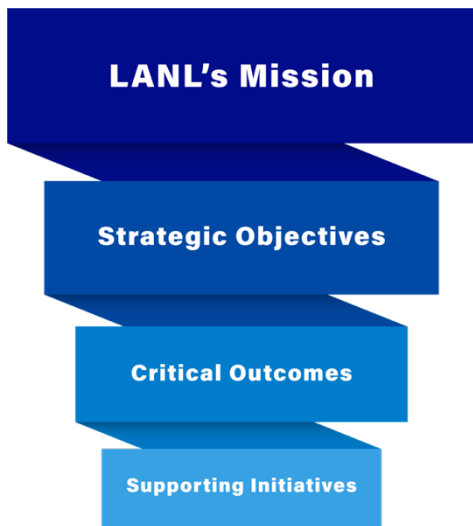 LANL’s Mission
Strategic Objectives
Critical Outcomes
Supporting Initiatives